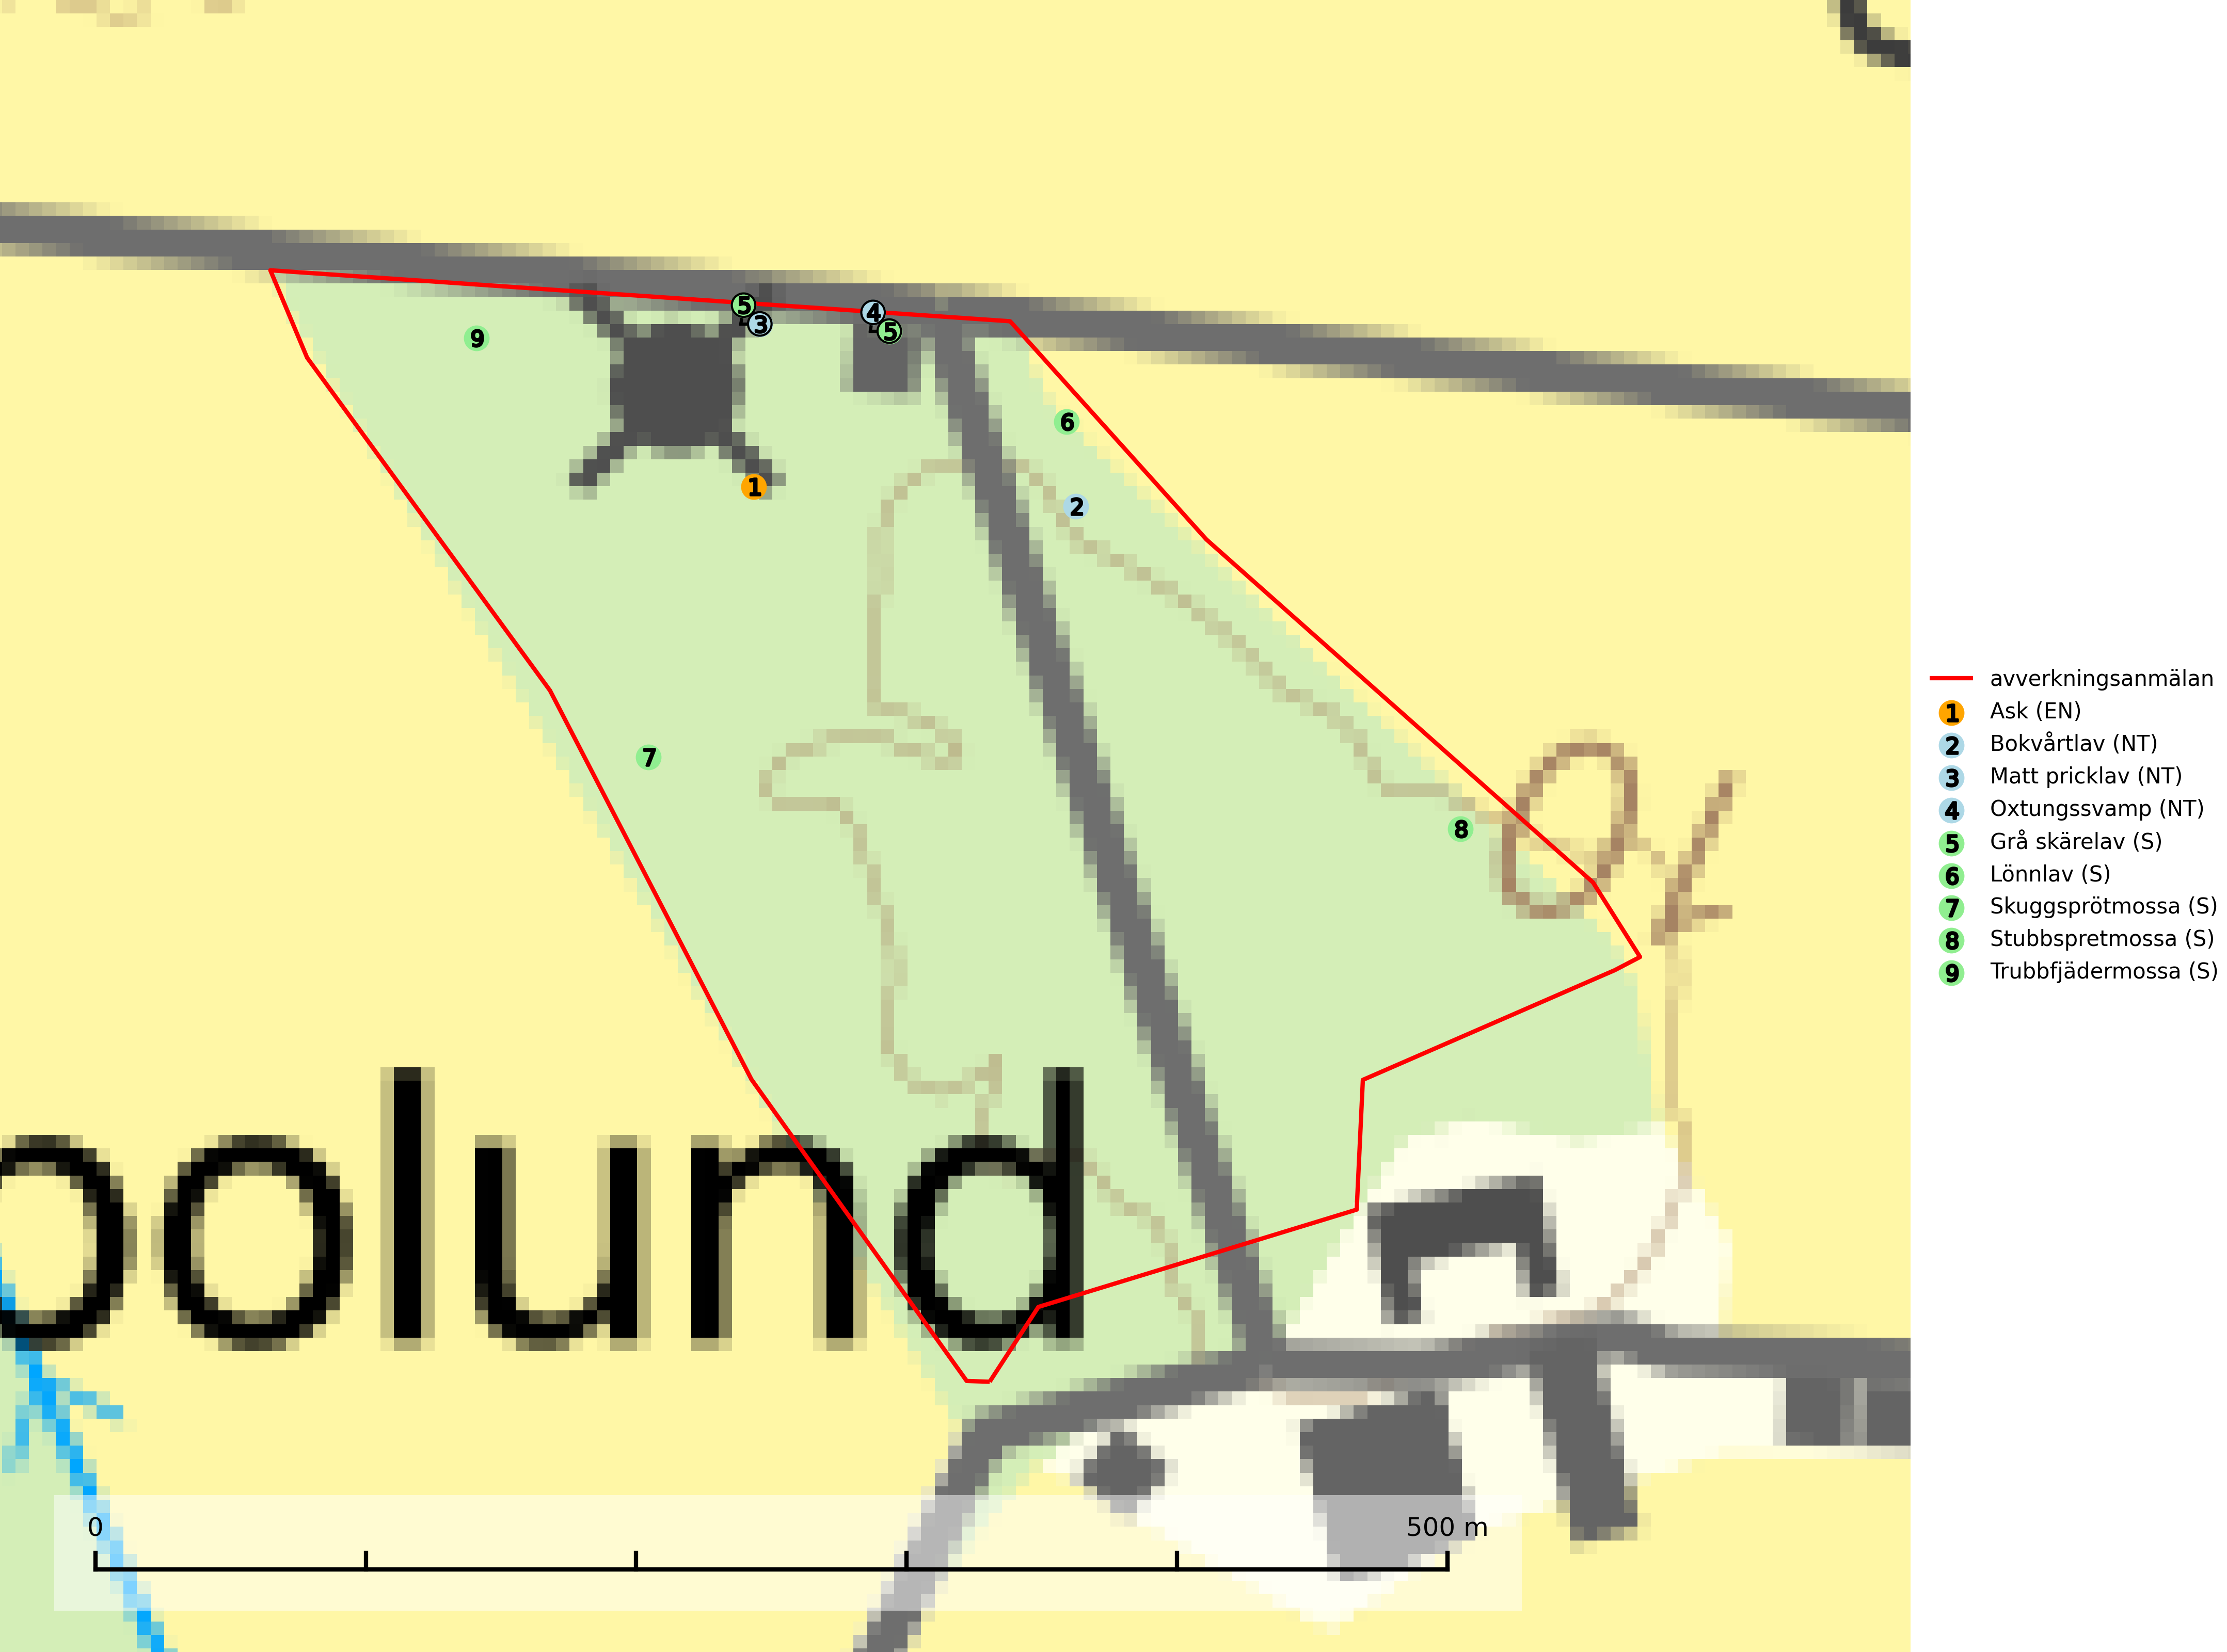 5
4
3
5
9
6
1
2
7
8
olund
0
500 m
avverkningsanmälan
1 Ask (EN)
2 Bokvårtlav (NT)
3 Matt pricklav (NT)
4 Oxtungssvamp (NT)
5 Grå skärelav (S)
6 Lönnlav (S)
7 Skuggsprötmossa (S)
8 Stubbspretmossa (S)
9 Trubbfjädermossa (S)